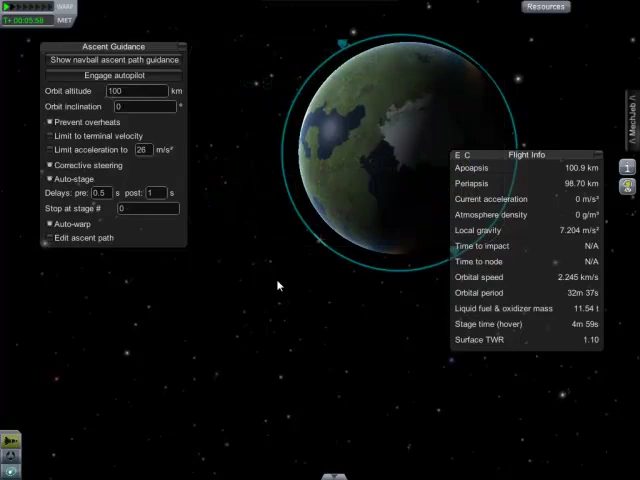 WARP
T+ 00:05:58 MET
Resources
Ascent Guidance
Show navball ascent path guidance
Engage autopilot
Orbit altitude 100 km
Orbit inclination 0 °
Prevent overheats
Limit to terminal velocity
Limit acceleration to 26 m/s²
Corrective steering
Auto-stage
Delays: pre: 0.5 s post: 1 s
Stop at stage # 0
Auto-warp
Edit ascent path
/\ MechJeb /\
E C Flight Info
Apoapsis 100.9 km
Periapsis 98.70 km
Current acceleration 0 m/s²
Atmosphere density 0 g/m³
Local gravity 7.204 m/s²
Time to impact N/A
Time to node N/A
Orbital speed 2.245 km/s
Orbital period 32m 37s
Liquid fuel & oxidizer mass 11.54 t
Stage time (hover) 4m 59s
Surface TWR 1.10